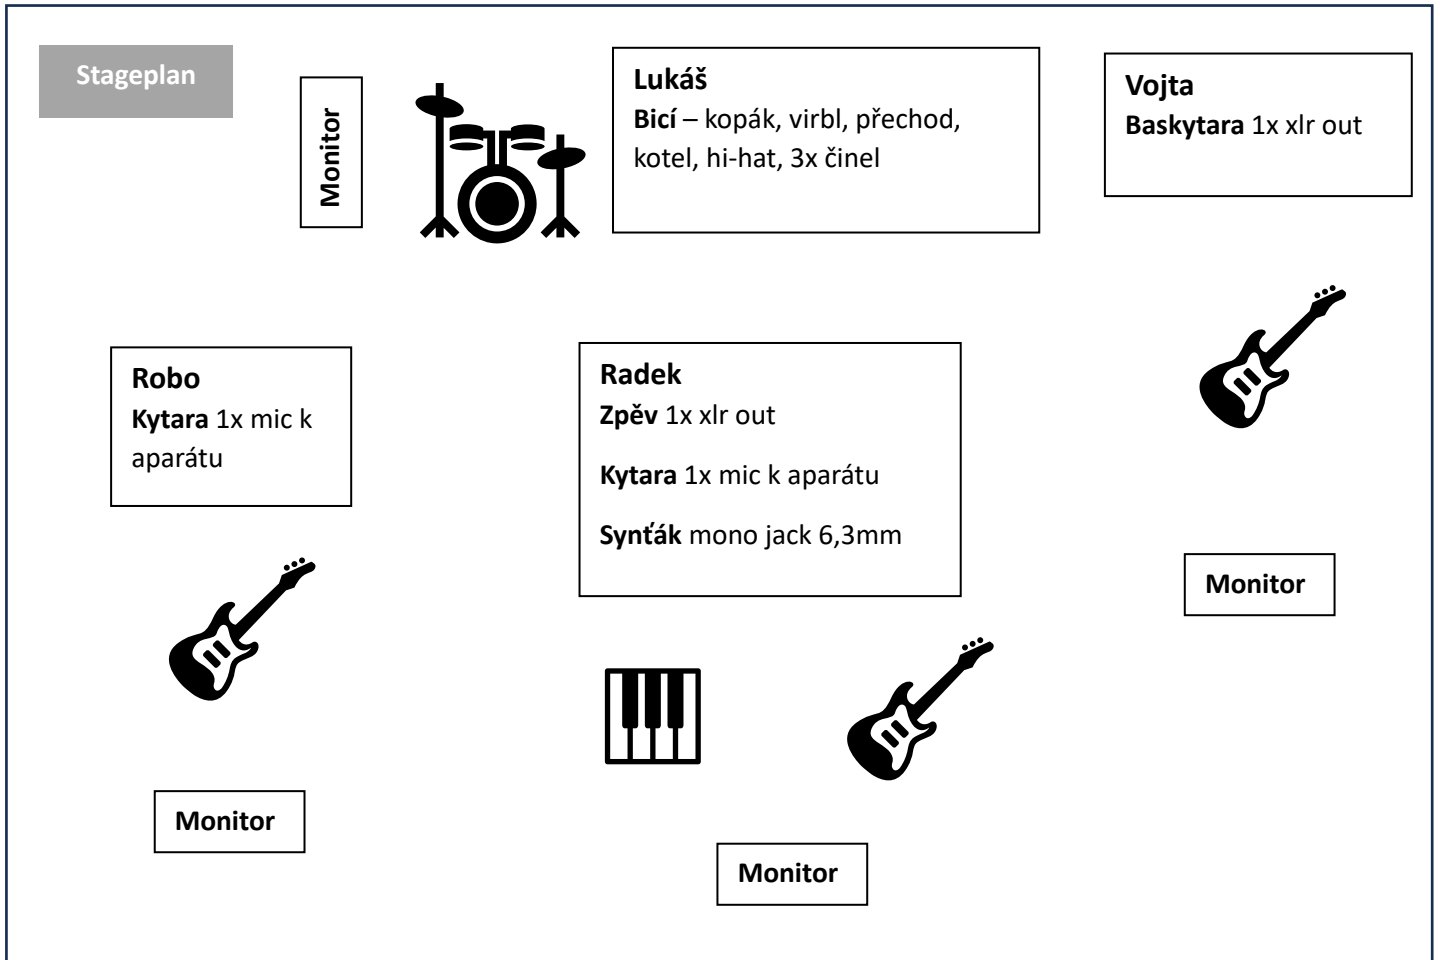 Stageplan
Monitor
Lukáš
Bicí – kopák, virbl, přechod,
kotel, hi-hat, 3x činel
Vojta
Baskytara 1x xlr out
Robo
Kytara 1x mic k
aparátu
Radek
Zpěv 1x xlr out
Kytara 1x mic k aparátu
Synťák mono jack 6,3mm
Monitor
Monitor
Monitor